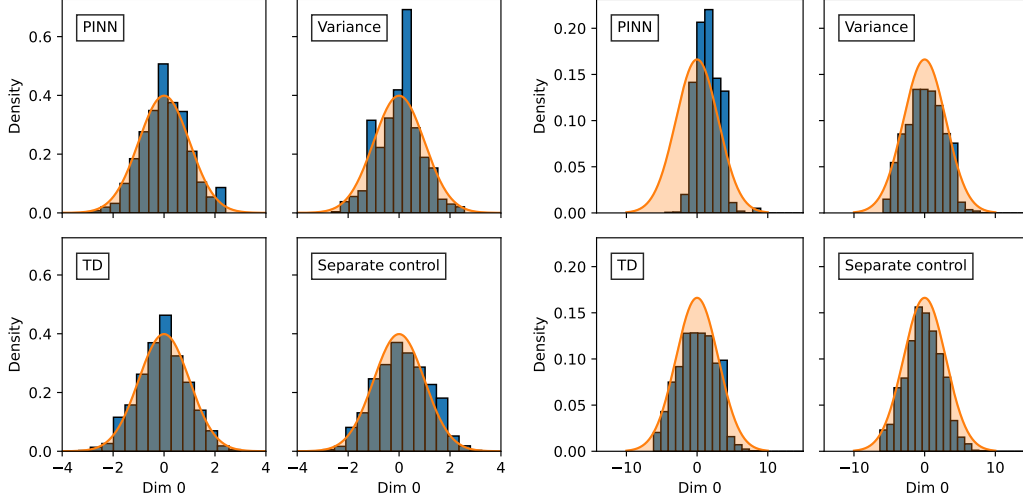 PINN
Variance
PINN
Variance
0.6
0.4
0.2
0.0
Density
0.20
0.15
0.10
0.05
0.00
Density
TD
Separate control
TD
Separate control
0.6
0.4
0.2
0.0
Density
0.20
0.15
0.10
0.05
0.00
Density
−4 −2 0 2 4
−4 −2 0 2 4
−10 0 10
−10 0 10
Dim 0
Dim 0
Dim 0
Dim 0